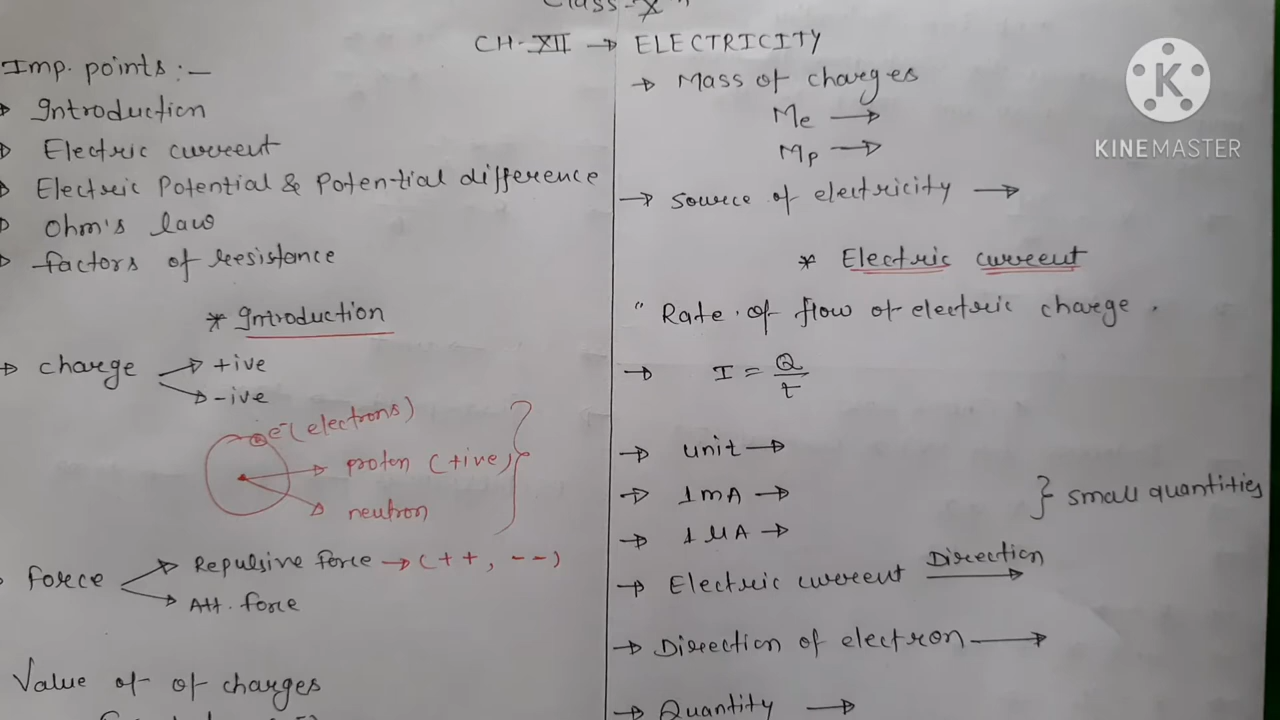 Class-X
CH-XII → ELECTRICITY
Imp. points :-
→ Introduction
→ Electric current
→ Electric Potential & Potential difference
→ Ohm's law
→ factors of resistance
* Introduction
→ charge → +ive
→ -ive
e⁻ (electrons)
→ proton (+ive)
→ neutron
force → Repulsive force → (++, --)
→ Att. force
Value of of charges
→ Mass of charges
Me →
Mp →
→ Source of electricity →
* Electric current
" Rate of flow of electric charge.
→ I = Q/t
→ unit →
→ 1mA →
→ 1μA →
} small quantities
→ Electric current Direction →
→ Direction of electron →
→ Quantity →
K
KINEMASTER